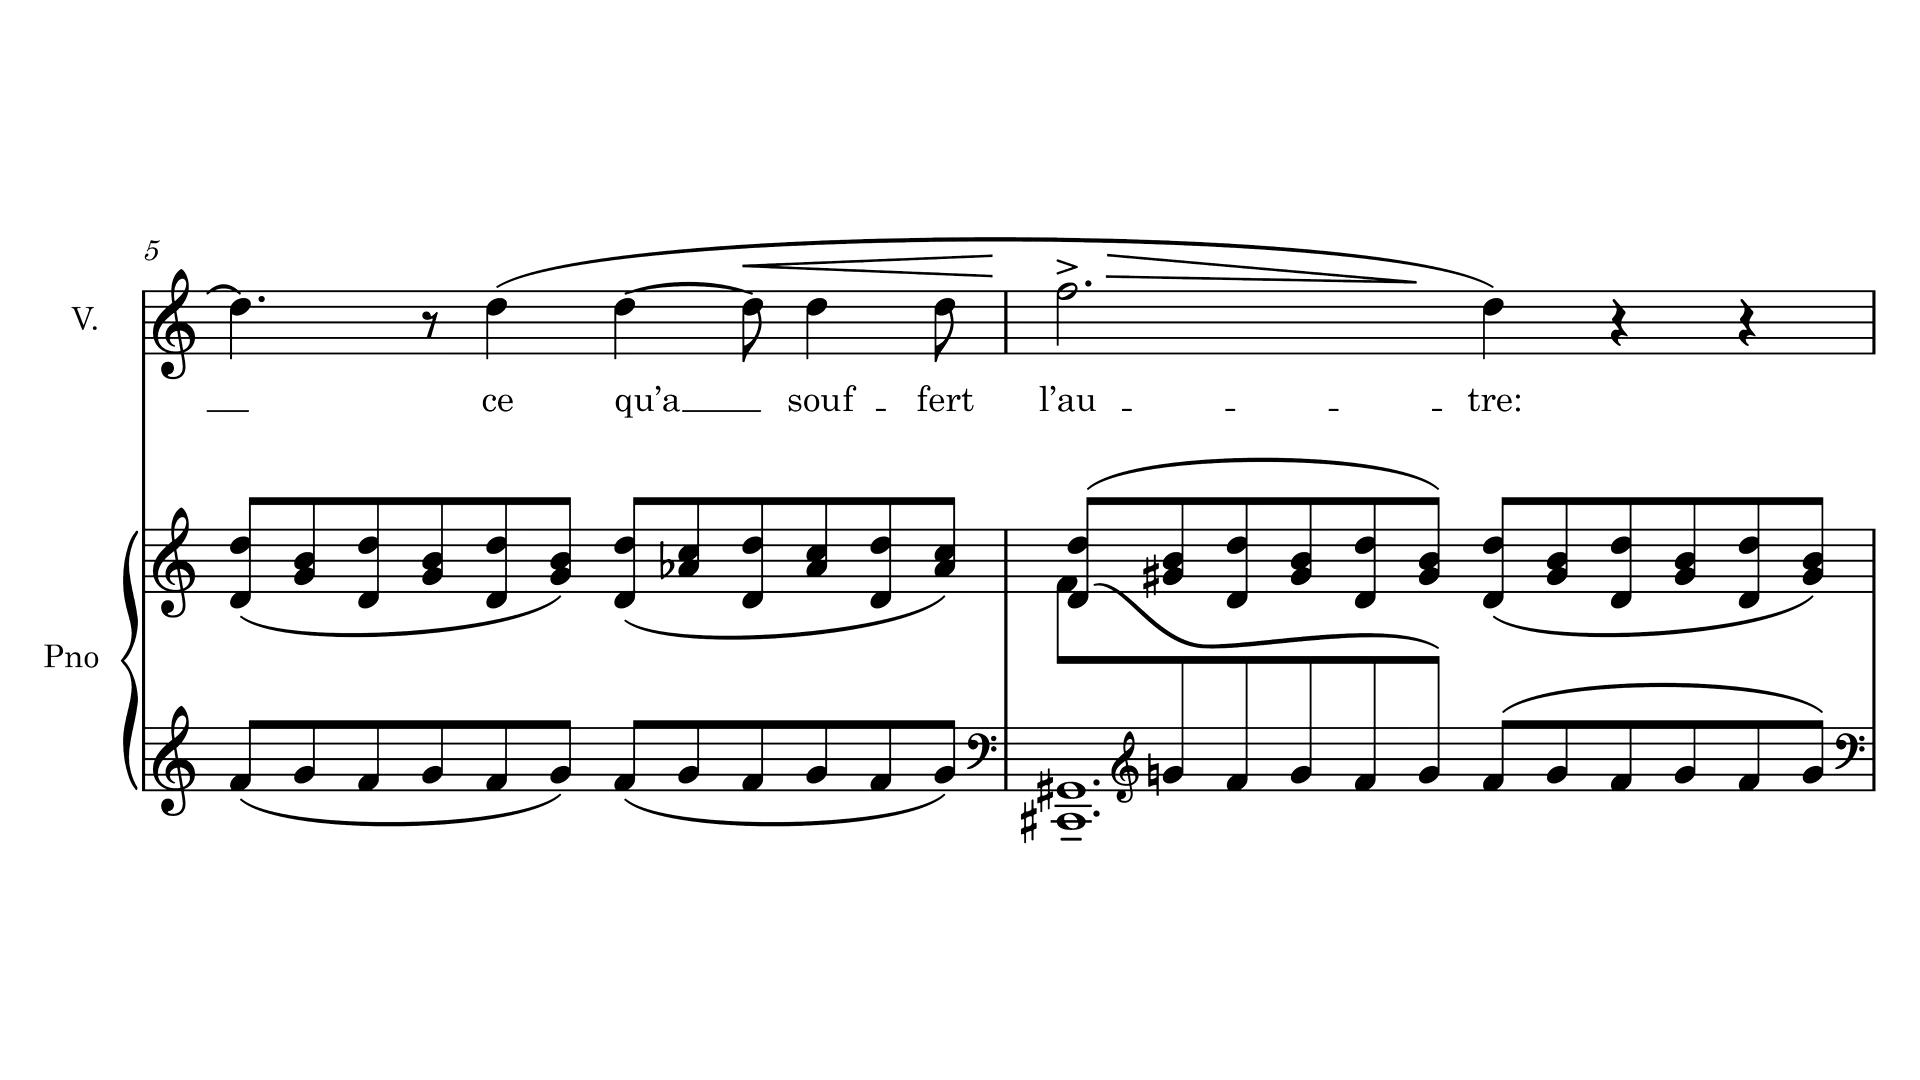 5
V.
ce qu’a souf - fert l’au - - - - tre:
Pno